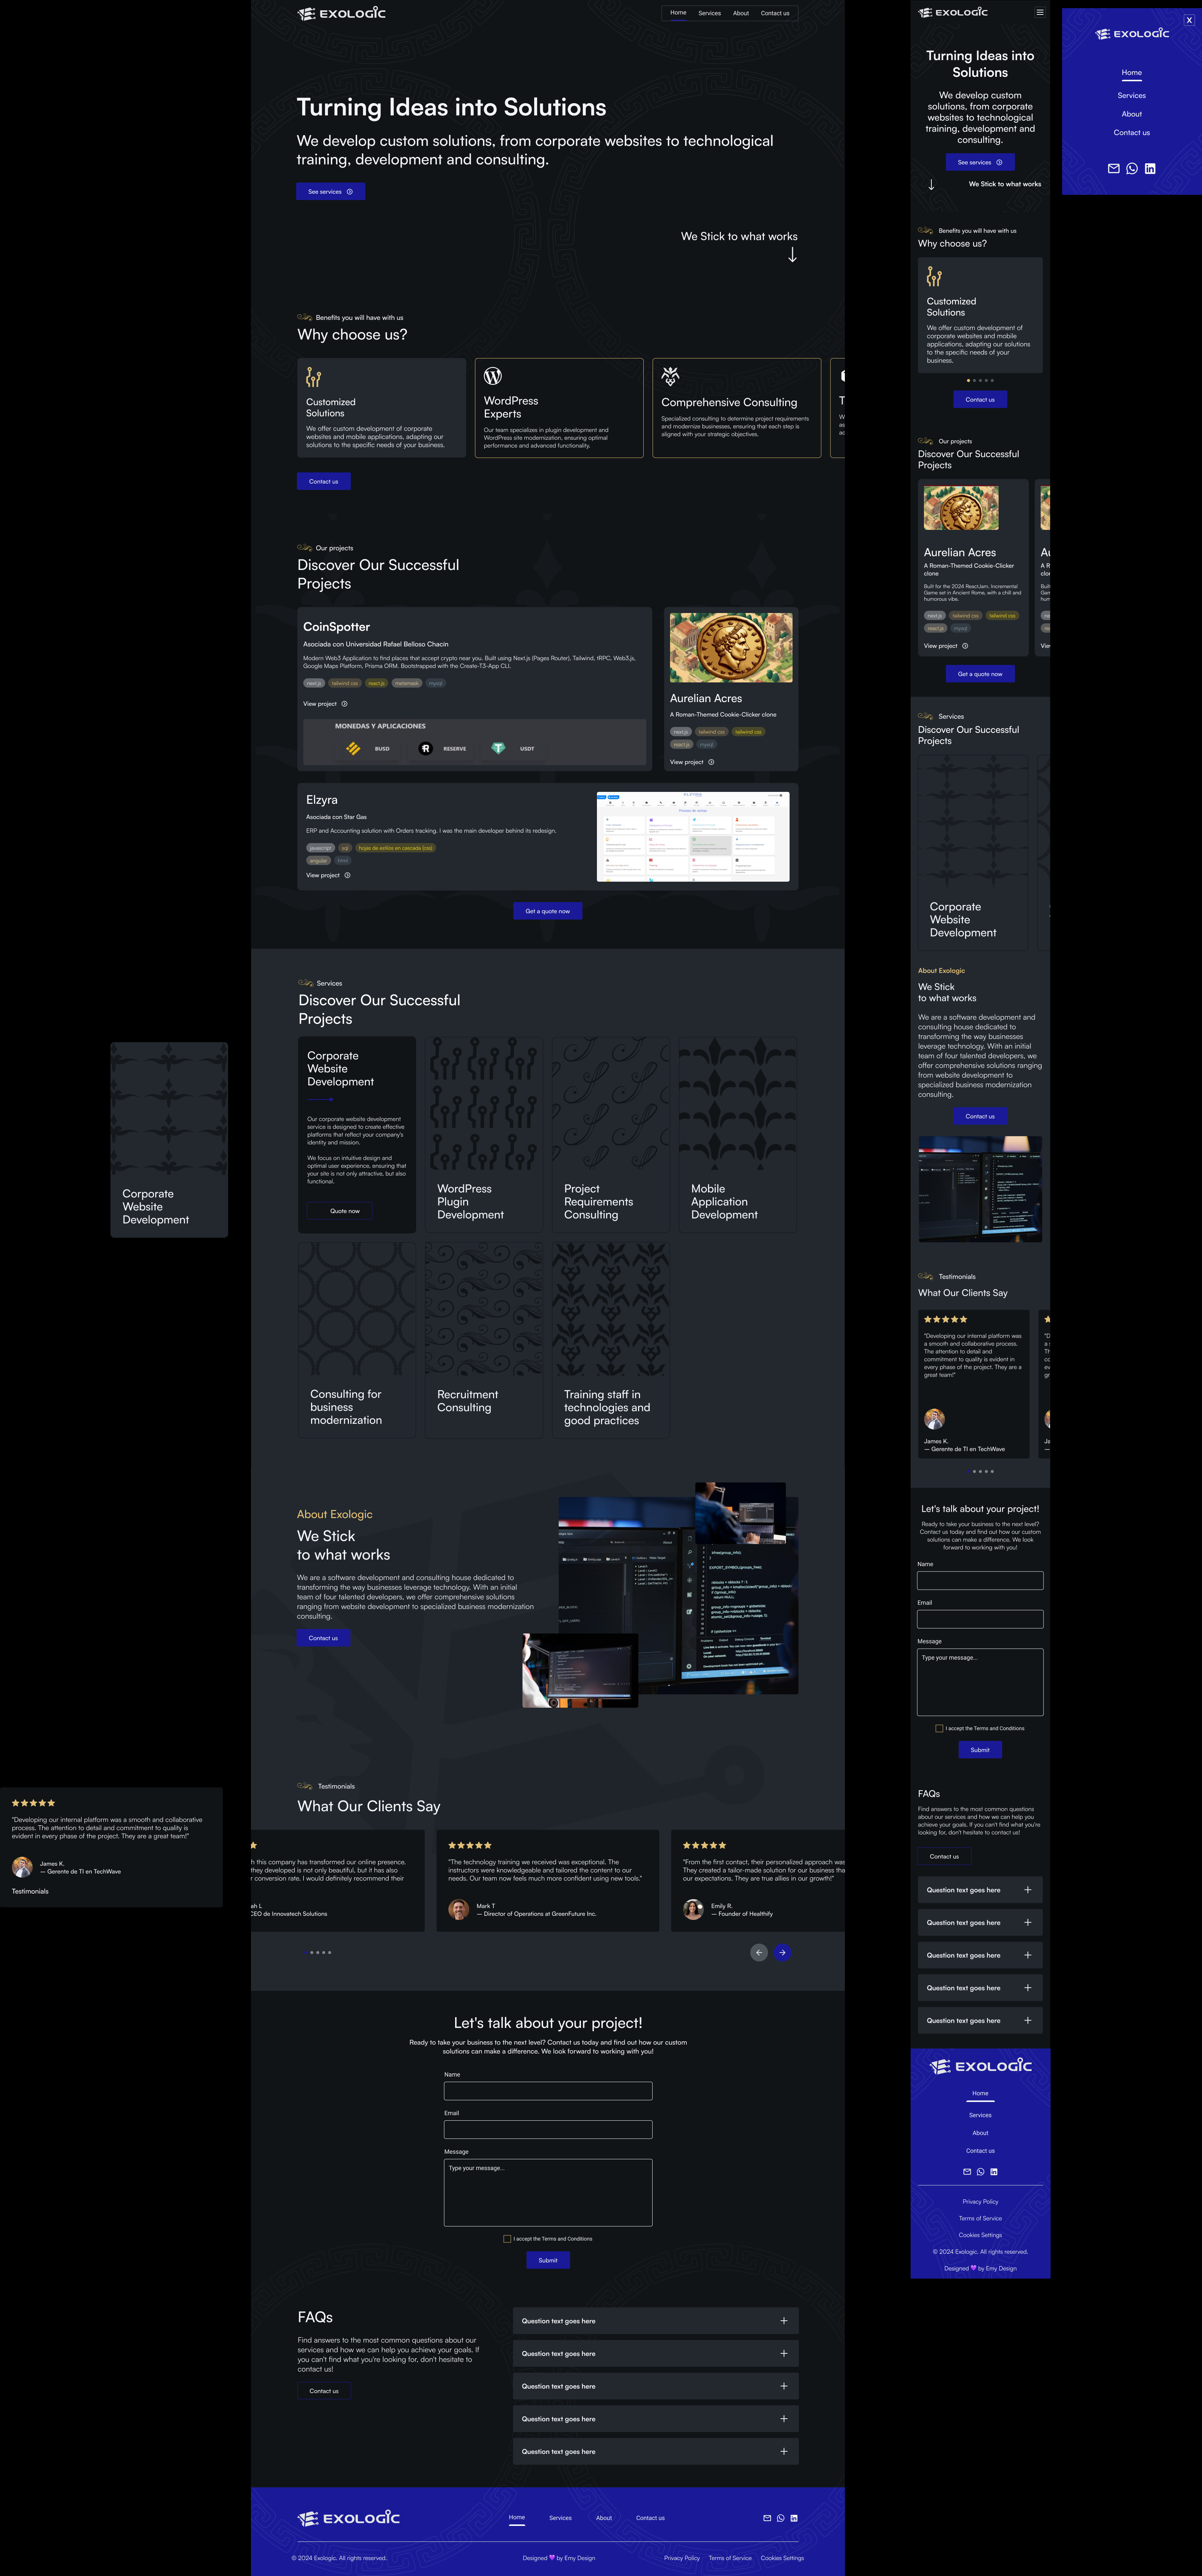 EXOLOGIC
Home
Services
About
Contact us
Turning Ideas into Solutions
We develop custom solutions, from corporate websites to technological
training, development and consulting.
See services
We Stick to what works
Benefits you will have with us
Why choose us?
Customized
Solutions
We offer custom development of corporate
websites and mobile applications, adapting our
solutions to the specific needs of your business.
WordPress
Experts
Our team specializes in plugin development and
WordPress site modernization, ensuring optimal
performance and advanced functionality.
Comprehensive Consulting
Specialized consulting to determine project requirements
and modernize businesses, ensuring that each step is
aligned with your strategic objectives.
Contact us
Our projects
Discover Our Successful
Projects
CoinSpotter
Asociada con Universidad Rafael Belloso Chacin
Modern Web3 Application to find places that accept crypto near you. Built using Next.js (Pages Router), Tailwind, tRPC, Web3.js,
Google Maps Platform, Prisma ORM. Bootstrapped with the Create-T3-App CLI.
next.js
tailwind css
react.js
metamask
mysql
View project
MONEDAS Y APLICACIONES
BUSD
RESERVE
USDT
Aurelian Acres
A Roman-Themed Cookie-Clicker clone
next.js
tailwind css
tailwind css
react.js
mysql
View project
Elzyra
Asociada con Star Gas
ERP and Accounting solution with Orders tracking. I was the main developer behind its redesign.
javascript
sql
hojas de estilos en cascada (css)
angular
html
View project
Get a quote now
Services
Discover Our Successful
Projects
Corporate
Website
Development
Our corporate website development
service is designed to create effective
platforms that reflect your company's
identity and mission.
We focus on intuitive design and
optimal user experience, ensuring that
your site is not only attractive, but also
functional.
Quote now
WordPress
Plugin
Development
Project
Requirements
Consulting
Mobile
Application
Development
Consulting for
business
modernization
Recruitment
Consulting
Training staff in
technologies and
good practices
Corporate
Website
Development
About Exologic
We Stick
to what works
We are a software development and consulting house dedicated to
transforming the way businesses leverage technology. With an initial
team of four talented developers, we offer comprehensive solutions
ranging from website development to specialized business modernization
consulting.
Contact us
Testimonials
What Our Clients Say
"Developing our internal platform was a smooth and collaborative
process. The attention to detail and commitment to quality is
evident in every phase of the project. They are a great team!"
James K.
— Gerente de TI en TechWave
Testimonials
h this company has transformed our online presence.
they developed is not only beautiful, but it has also
r conversion rate. I would definitely recommend their
ah L
CEO de Innovatech Solutions
"The technology training we received was exceptional. The
instructors were knowledgeable and tailored the content to our
needs. Our team now feels much more confident using new tools."
Mark T
— Director of Operations at GreenFuture Inc.
"From the first contact, their personalized approach was
They created a tailor-made solution for our business tha
our expectations. They are true allies in our growth!"
Emily R.
— Founder of Healthify
Let's talk about your project!
Ready to take your business to the next level? Contact us today and find out how our custom
solutions can make a difference. We look forward to working with you!
Name
Email
Message
Type your message...
I accept the Terms and Conditions
Submit
FAQs
Find answers to the most common questions about our
services and how we can help you achieve your goals. If
you can't find what you're looking for, don't hesitate to
contact us!
Contact us
Question text goes here
Question text goes here
Question text goes here
Question text goes here
Question text goes here
EXOLOGIC
Home
Services
About
Contact us
© 2024 Exologic. All rights reserved.
Designed 💜 by Emy Design
Privacy Policy
Terms of Service
Cookies Settings
EXOLOGIC
Turning Ideas into
Solutions
We develop custom
solutions, from corporate
websites to technological
training, development and
consulting.
See services
We Stick to what works
Benefits you will have with us
Why choose us?
Customized
Solutions
We offer custom development of
corporate websites and mobile
applications, adapting our solutions
to the specific needs of your
business.
Contact us
Our projects
Discover Our Successful
Projects
Aurelian Acres
A Roman-Themed Cookie-Clicker
clone
Built for the 2024 ReactJam. Incremental
Game set in Ancient Rome, with a chill and
humorous vibe.
next.js
tailwind css
tailwind css
react.js
mysql
View project
Get a quote now
Services
Discover Our Successful
Projects
Corporate
Website
Development
About Exologic
We Stick
to what works
We are a software development and
consulting house dedicated to
transforming the way businesses
leverage technology. With an initial
team of four talented developers, we
offer comprehensive solutions ranging
from website development to
specialized business modernization
consulting.
Contact us
Testimonials
What Our Clients Say
"Developing our internal platform was
a smooth and collaborative process.
The attention to detail and
commitment to quality is evident in
every phase of the project. They are a
great team!"
James K.
— Gerente de TI en TechWave
Let's talk about your project!
Ready to take your business to the next level?
Contact us today and find out how our custom
solutions can make a difference. We look
forward to working with you!
Name
Email
Message
Type your message...
I accept the Terms and Conditions
Submit
FAQs
Find answers to the most common questions
about our services and how we can help you
achieve your goals. If you can't find what you're
looking for, don't hesitate to contact us!
Contact us
Question text goes here
Question text goes here
Question text goes here
Question text goes here
Question text goes here
EXOLOGIC
Home
Services
About
Contact us
Privacy Policy
Terms of Service
Cookies Settings
© 2024 Exologic. All rights reserved.
Designed 💜 by Emy Design
X
EXOLOGIC
Home
Services
About
Contact us